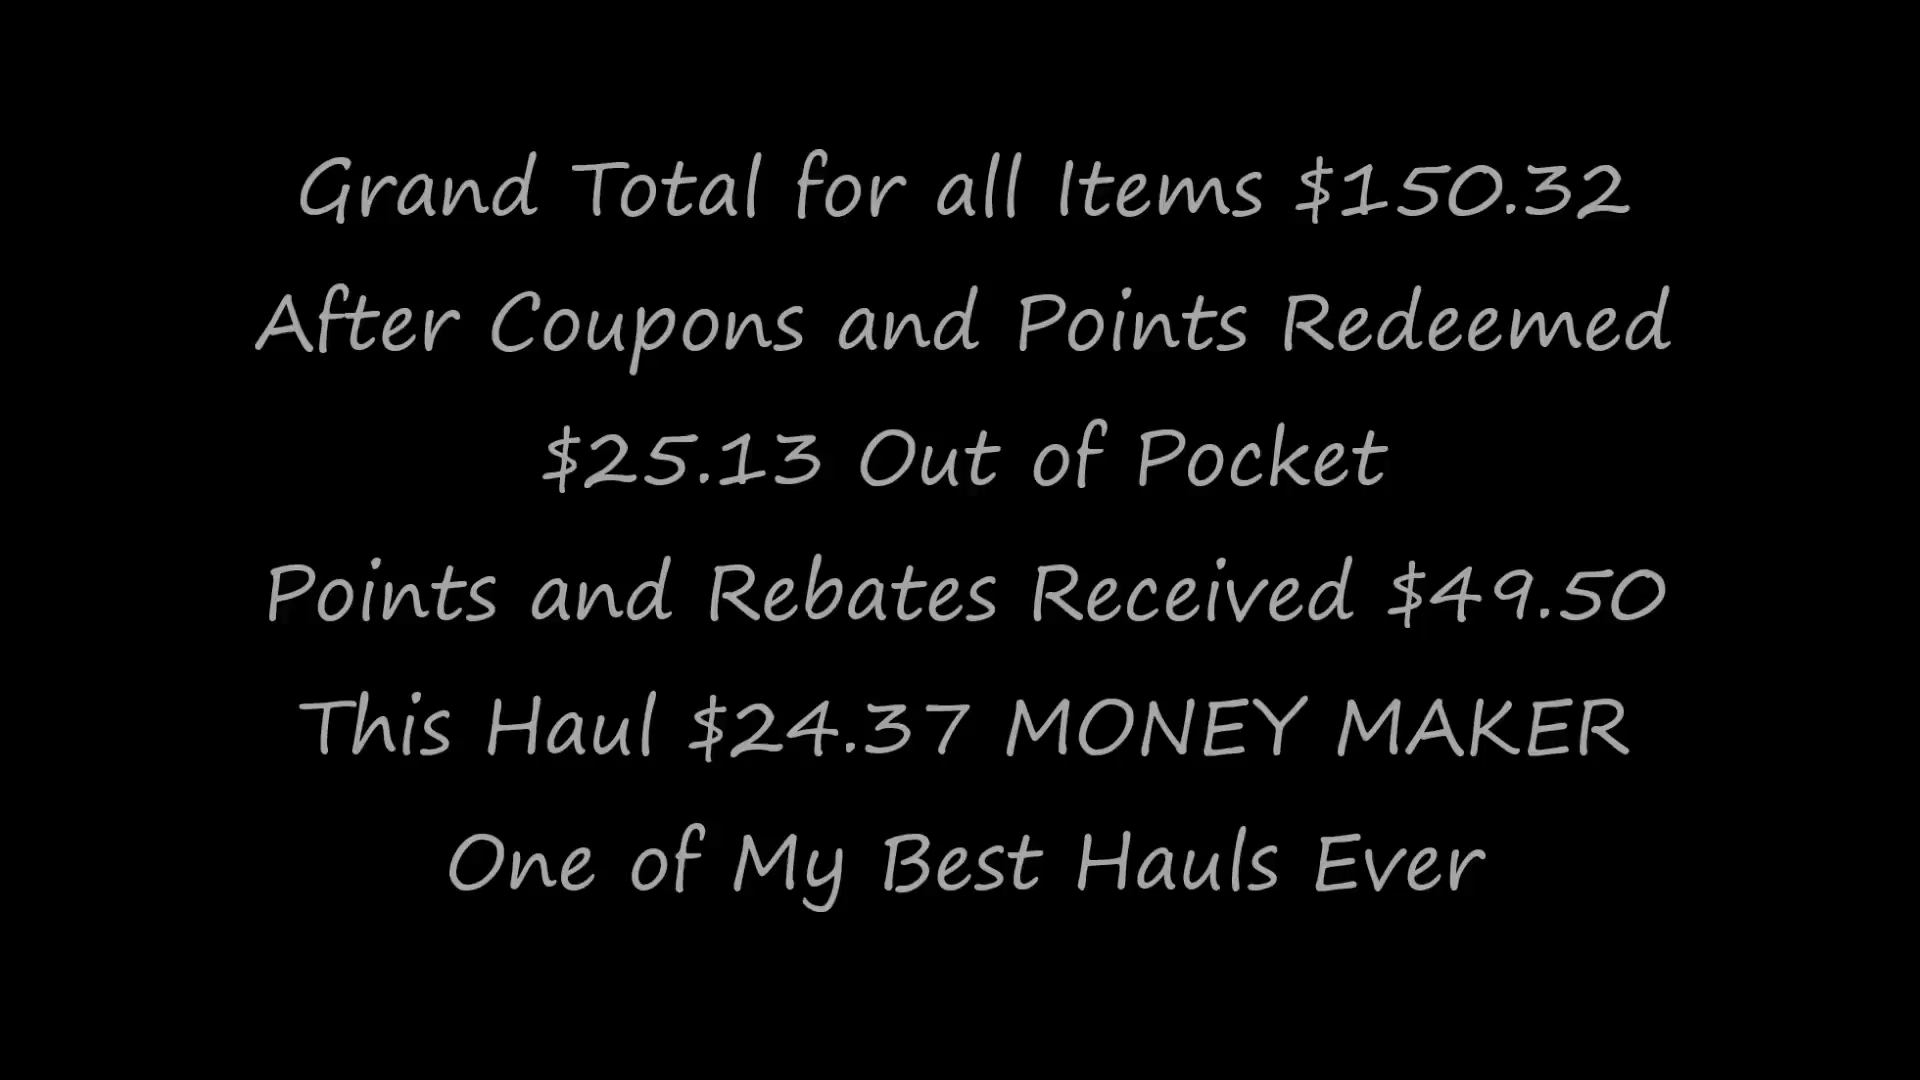 Grand Total for all Items $150.32
After Coupons and Points Redeemed
$25.13 Out of Pocket
Points and Rebates Received $49.50
This Haul $24.37 MONEY MAKER
One of My Best Hauls Ever